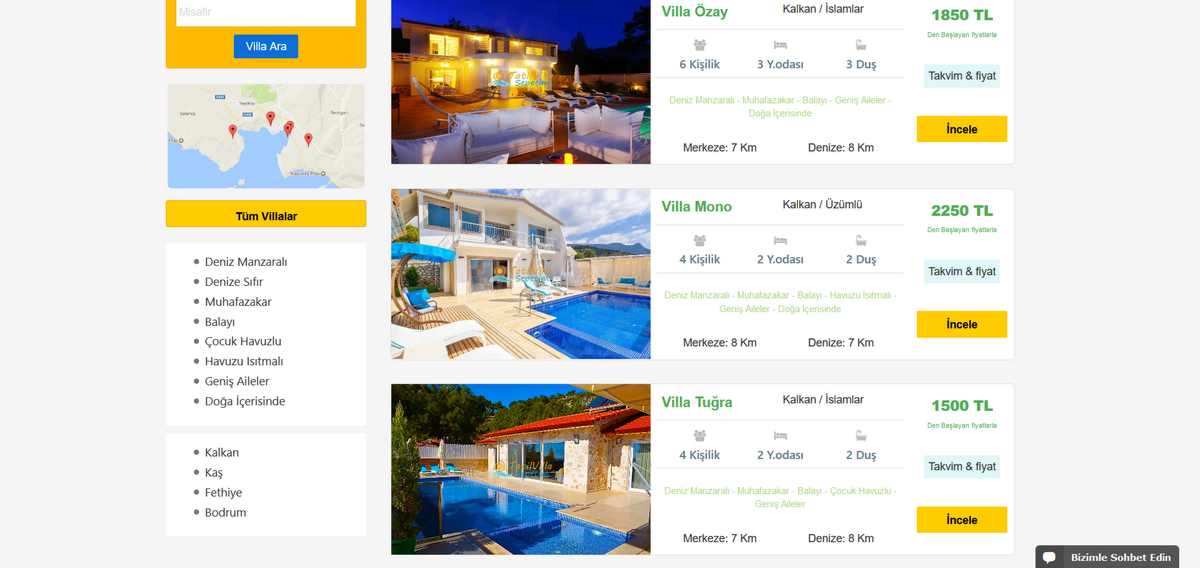 Misafir
Villa Ara
Tüm Villalar
Deniz Manzaralı
Denize Sıfır
Muhafazakar
Balayı
Çocuk Havuzlu
Havuzu Isıtmalı
Geniş Aileler
Doğa İçerisinde
Kalkan
Kaş
Fethiye
Bodrum
Villa Özay
Kalkan / İslamlar
6 Kişilik
3 Y.odası
3 Duş
Deniz Manzaralı - Muhafazakar - Balayı - Geniş Aileler -
Doğa İçerisinde
Merkeze: 7 Km
Denize: 8 Km
1850 TL
Den Başlayan fiyatlarla
Takvim & fiyat
İncele
Villa Mono
Kalkan / Üzümlü
4 Kişilik
2 Y.odası
2 Duş
Deniz Manzaralı - Muhafazakar - Balayı - Havuzu Isıtmalı -
Geniş Aileler - Doğa İçerisinde
Merkeze: 8 Km
Denize: 7 Km
2250 TL
Den Başlayan fiyatlarla
Takvim & fiyat
İncele
Villa Tuğra
Kalkan / İslamlar
4 Kişilik
2 Y.odası
2 Duş
Deniz Manzaralı - Muhafazakar - Balayı - Çocuk Havuzlu -
Geniş Aileler
Merkeze: 7 Km
Denize: 8 Km
1500 TL
Den Başlayan fiyatlarla
Takvim & fiyat
İncele
Bizimle Sohbet Edin